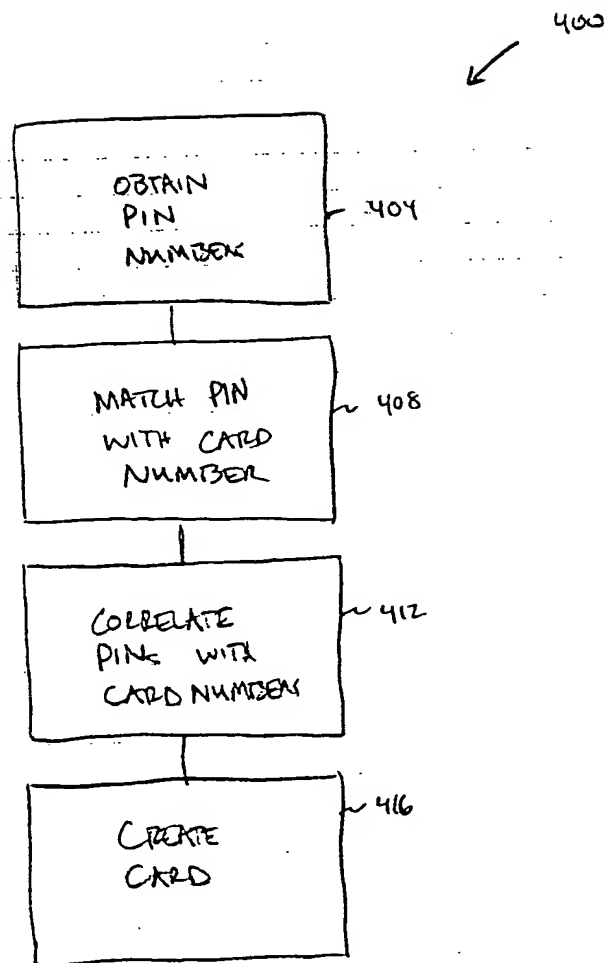 400
OBTAIN
PIN
NUMBERS
404
MATCH PIN
WITH CARD
NUMBER
408
CORRELATE
PINS WITH
CARD NUMBERS
412
CREATE
CARD
416